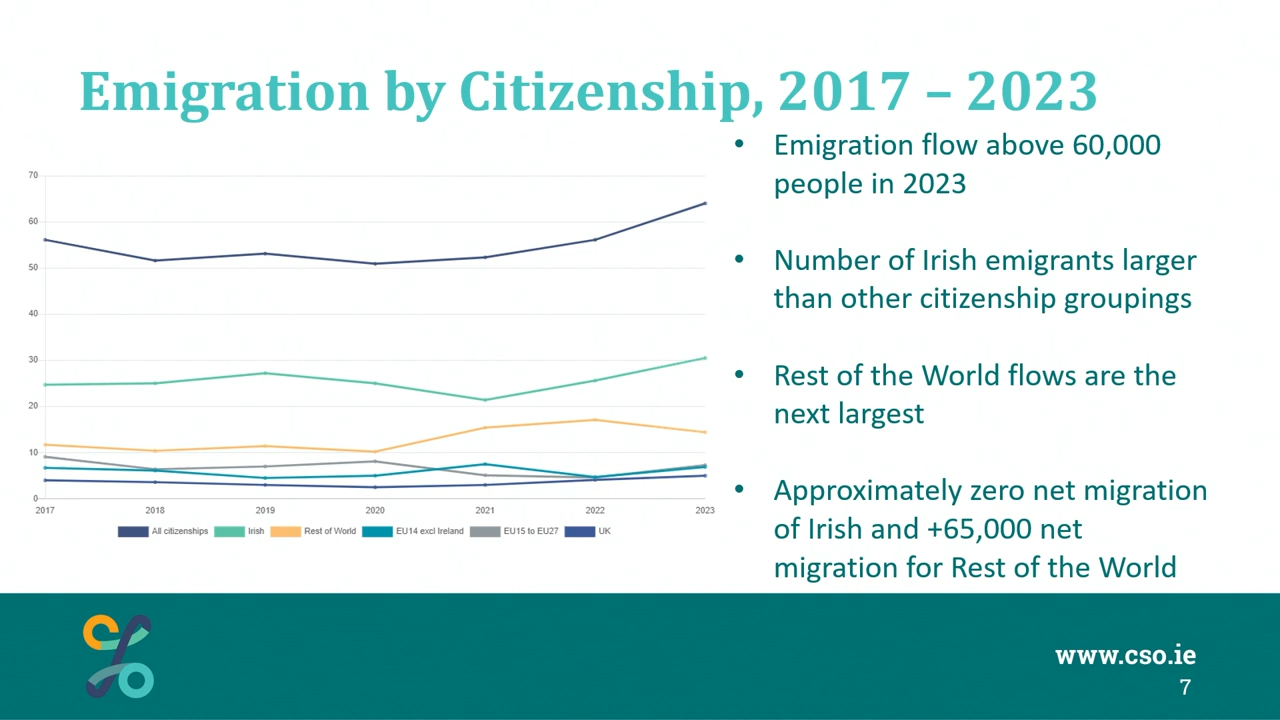 Emigration by Citizenship, 2017 – 2023
70
60
50
40
30
20
10
0
2017 2018 2019 2020 2021 2022 2023
All citizenships Irish Rest of World EU14 excl Ireland EU15 to EU27 UK
• Emigration flow above 60,000
people in 2023
• Number of Irish emigrants larger
than other citizenship groupings
• Rest of the World flows are the
next largest
• Approximately zero net migration
of Irish and +65,000 net
migration for Rest of the World
www.cso.ie
7